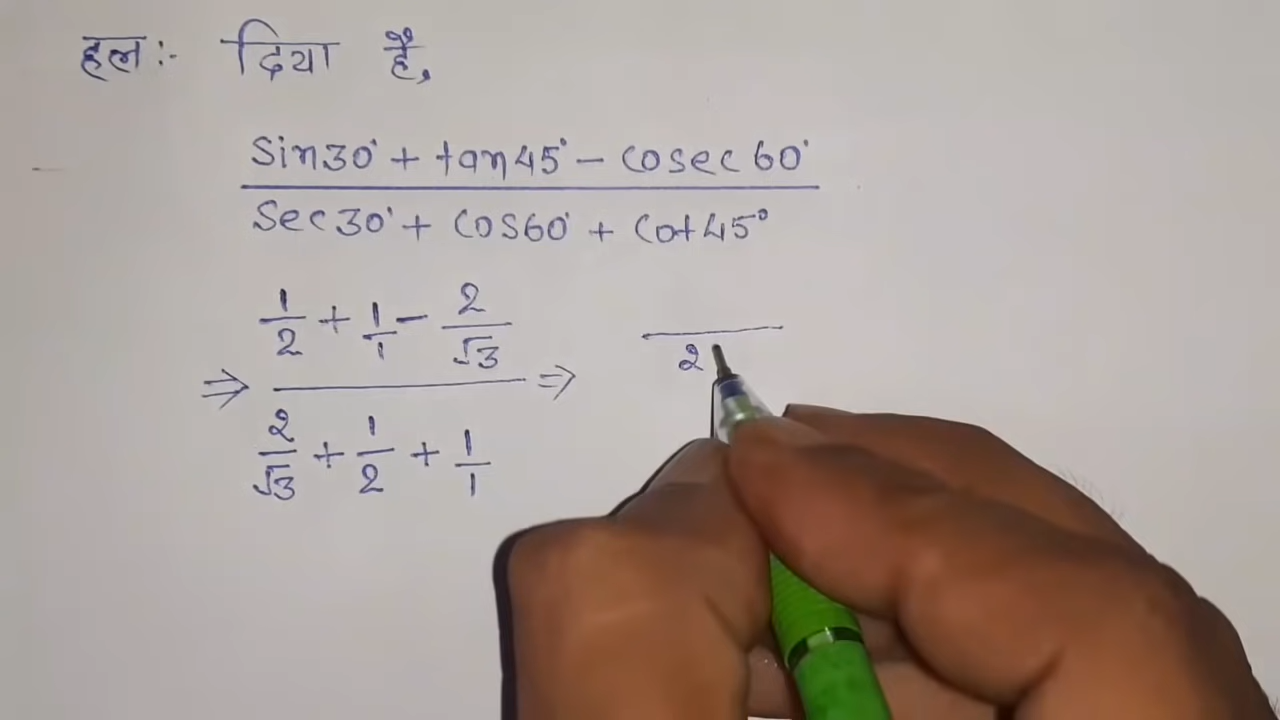 हल :- दिया है,
sin30° + tan45° - cosec60°
sec30° + cos60° + cot45°
⇒ 1/2 + 1/1 - 2/√3 ⇒
2/√3 + 1/2 + 1/1
2